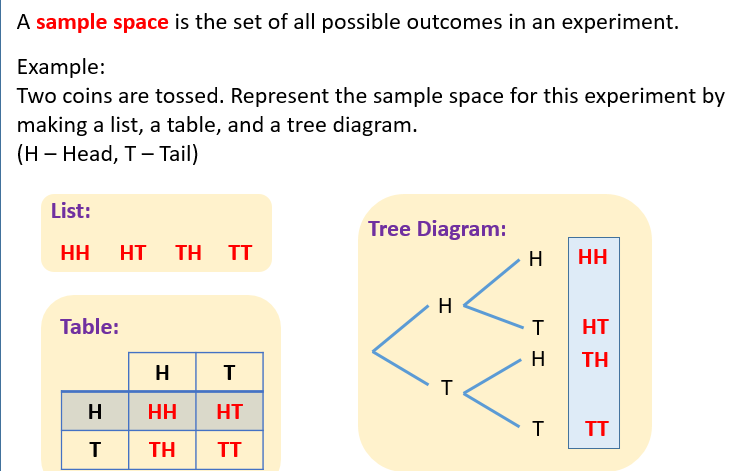 A sample space is the set of all possible outcomes in an experiment.
Example:
Two coins are tossed. Represent the sample space for this experiment by
making a list, a table, and a tree diagram.
(H – Head, T – Tail)
List:
HH HT TH TT
Table:
H T
H HH HT
T TH TT
Tree Diagram:
H HH
H
T HT
H TH
T
T TT